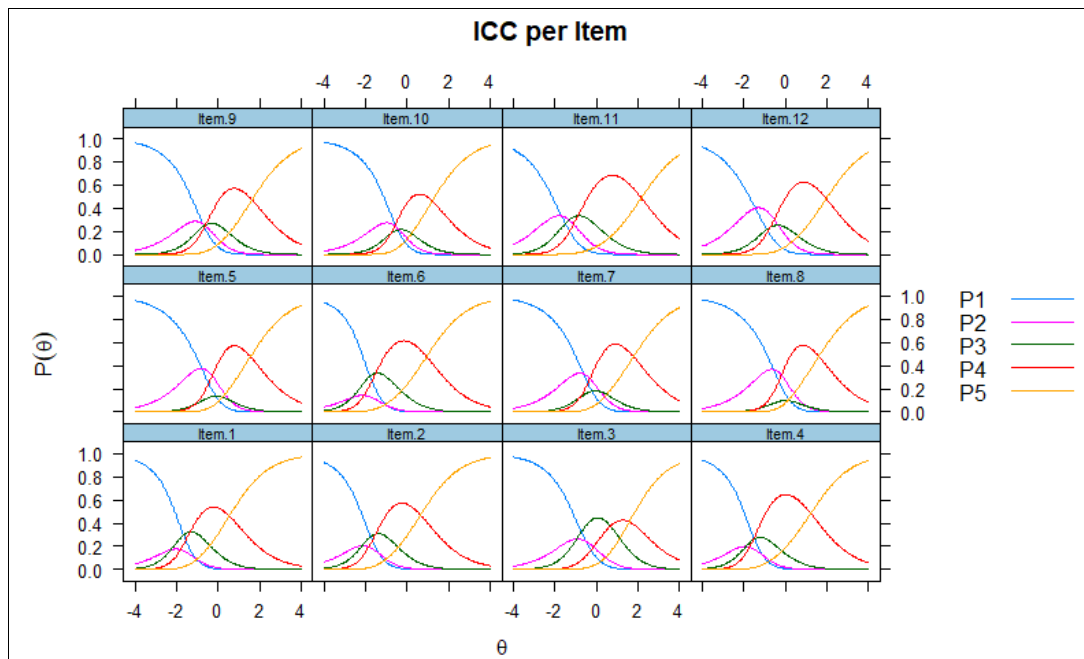 ICC per Item
-4 -2 0 2 4 -4 -2 0 2 4
Item.9 Item.10 Item.11 Item.12
1.0
0.8
0.6
0.4
0.2
0.0
Item.5 Item.6 Item.7 Item.8
1.0
0.8
0.6
0.4
0.2
0.0
P(θ)
P1
P2
P3
P4
P5
Item.1 Item.2 Item.3 Item.4
1.0
0.8
0.6
0.4
0.2
0.0
-4 -2 0 2 4 -4 -2 0 2 4
θ